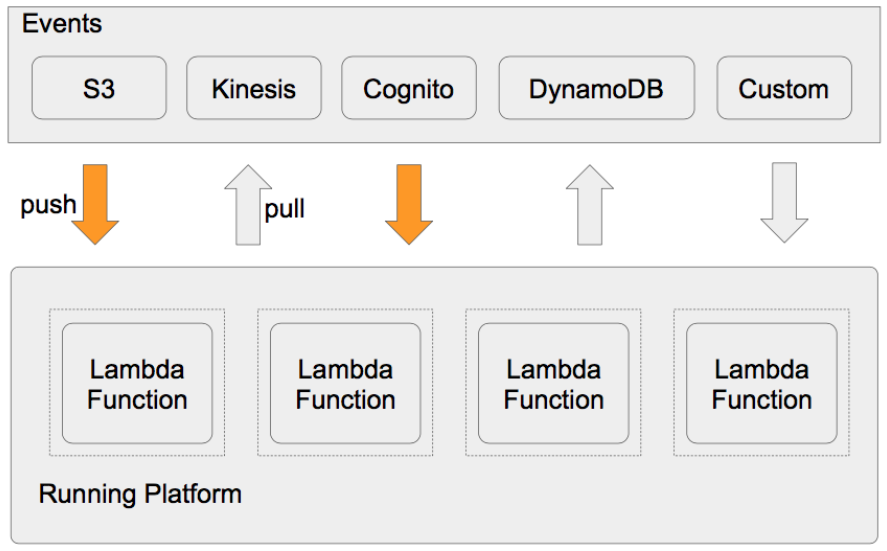 Events
S3
Kinesis
Cognito
DynamoDB
Custom
push
pull
Lambda
Function
Lambda
Function
Lambda
Function
Lambda
Function
Running Platform